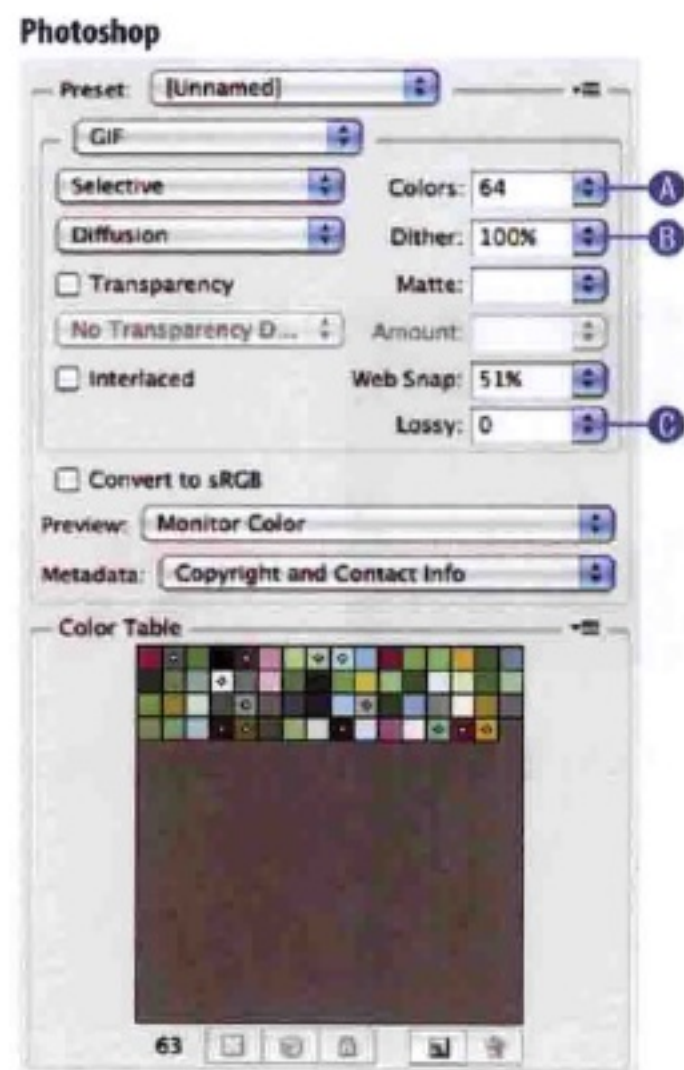 Photoshop
Preset: [Unnamed]
GIF
Selective Colors: 64 A
Diffusion Dither: 100% B
Transparency Matte:
No Transparency D... Amount:
Interlaced Web Snap: 51%
Lossy: 0 C
Convert to sRGB
Preview: Monitor Color
Metadata: Copyright and Contact Info
Color Table
63